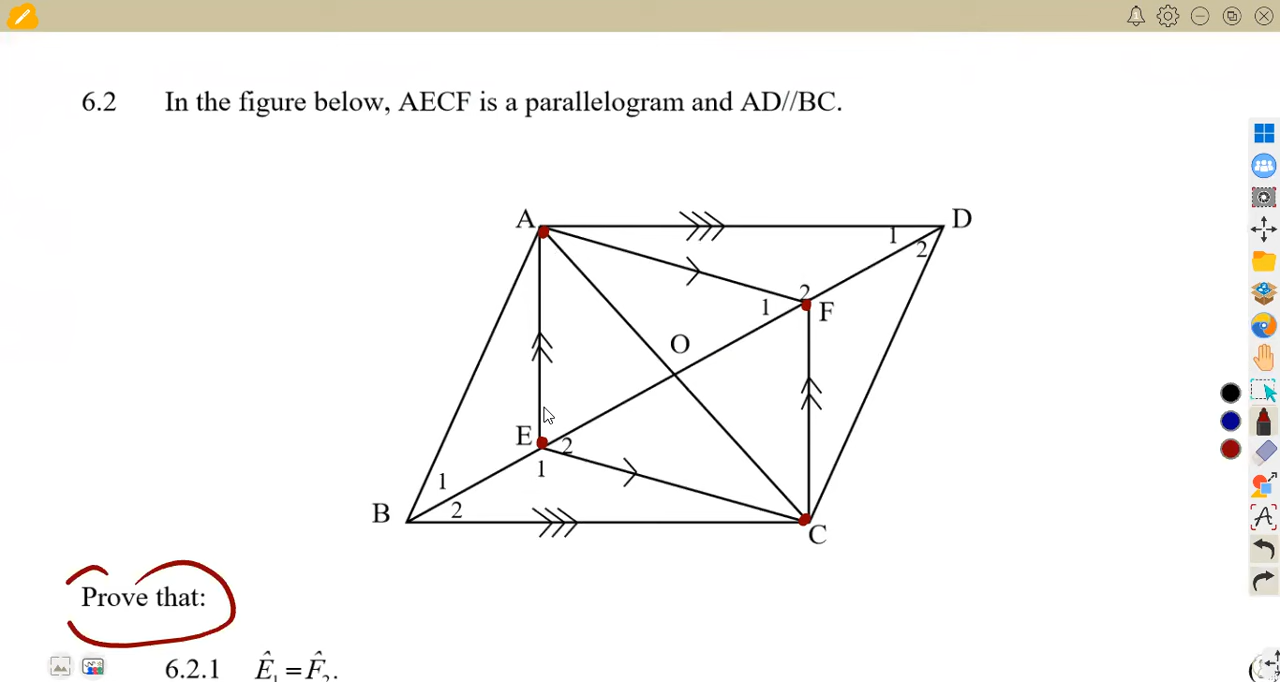 6.2 In the figure below, AECF is a parallelogram and AD//BC.
A D
1
2
2
1 F
O
E 2
1
1
B 2
C
Prove that:
6.2.1 Ê₁ = F̂₂.